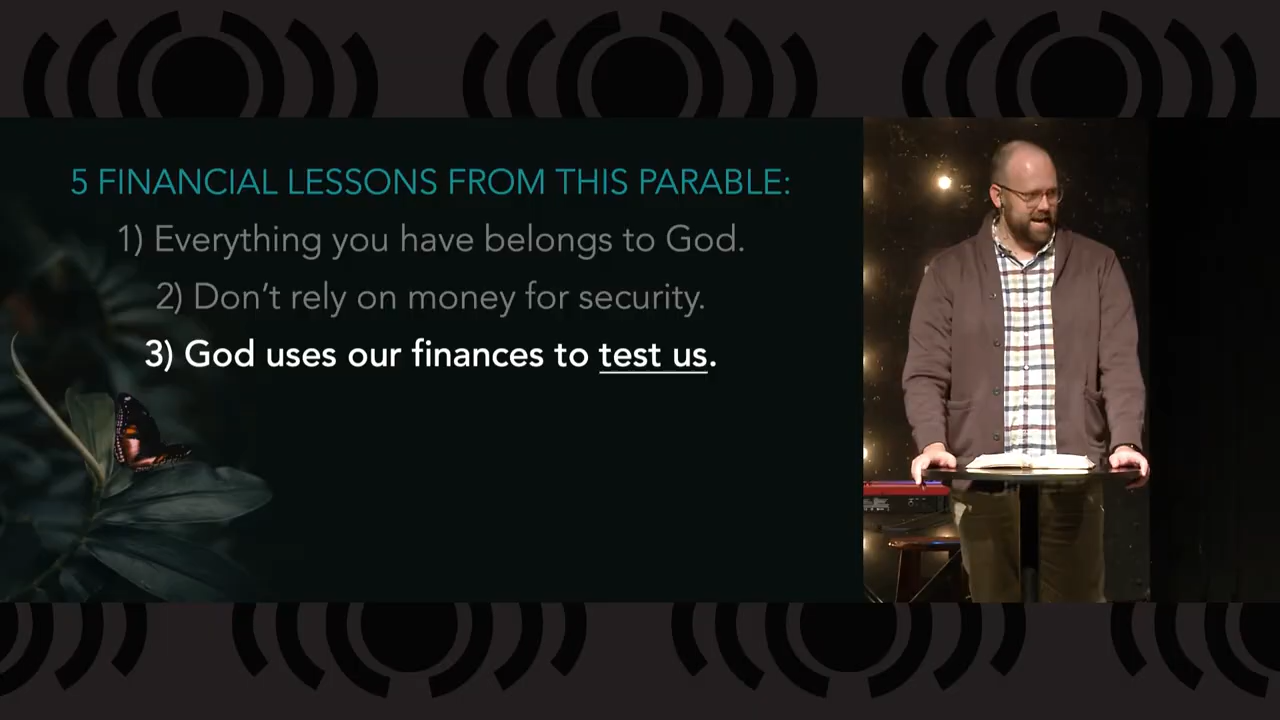 5 FINANCIAL LESSONS FROM THIS PARABLE:
1) Everything you have belongs to God.
2) Don't rely on money for security.
3) God uses our finances to test us.